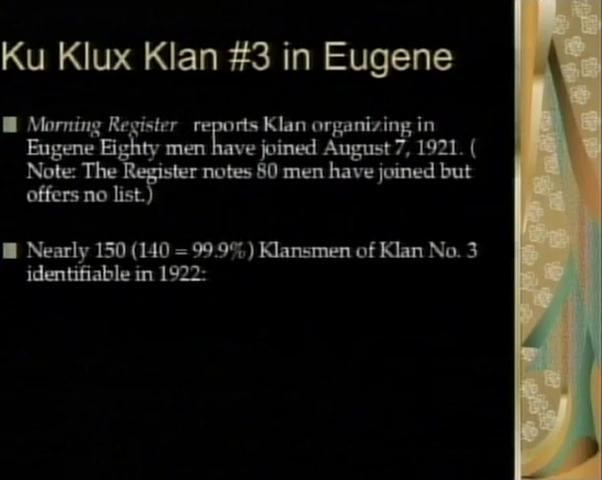 Ku Klux Klan #3 in Eugene
Morning Register reports Klan organizing in
Eugene Eighty men have joined August 7, 1921. (
Note: The Register notes 80 men have joined but
offers no list.)
Nearly 150 (140 = 99.9%) Klansmen of Klan No. 3
identifiable in 1922: